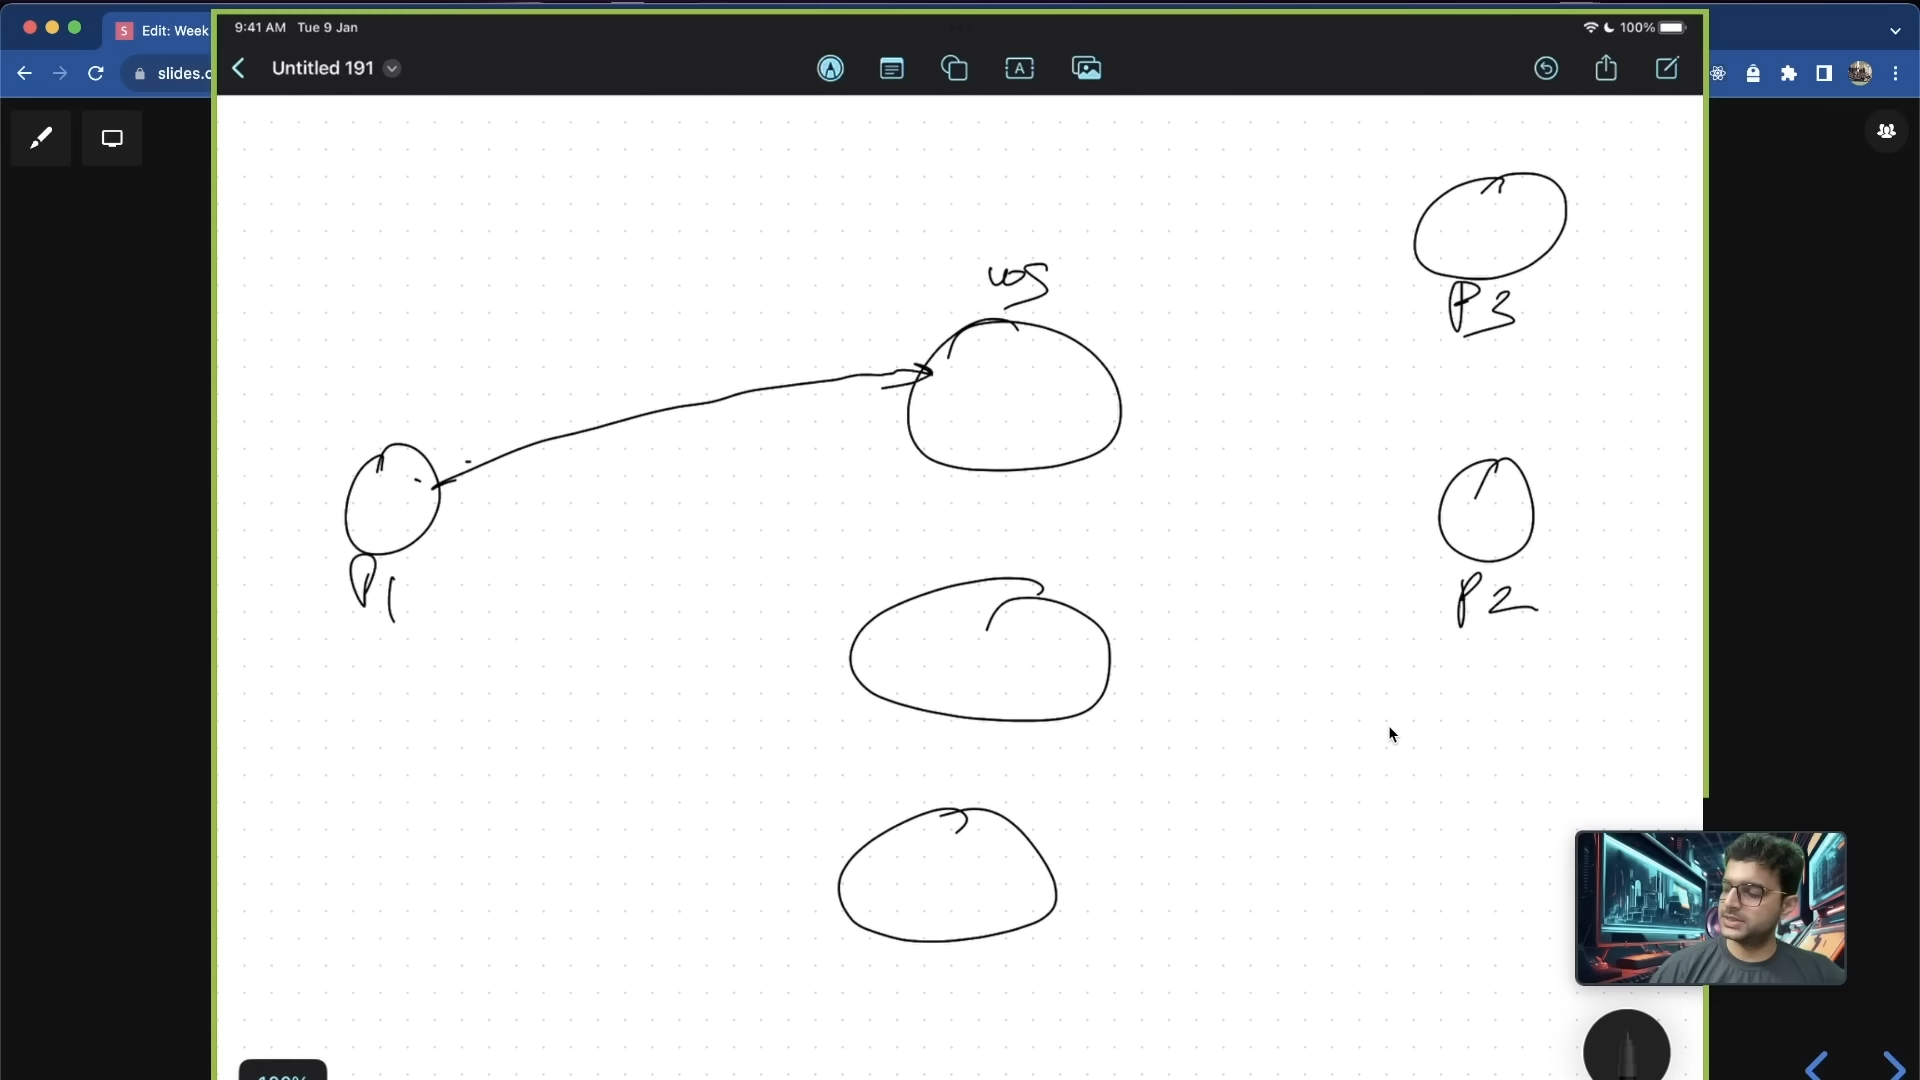 Edit: Week
slides.c
9:41 AM Tue 9 Jan
100%
Untitled 191
A
ws
P3
P1
P2